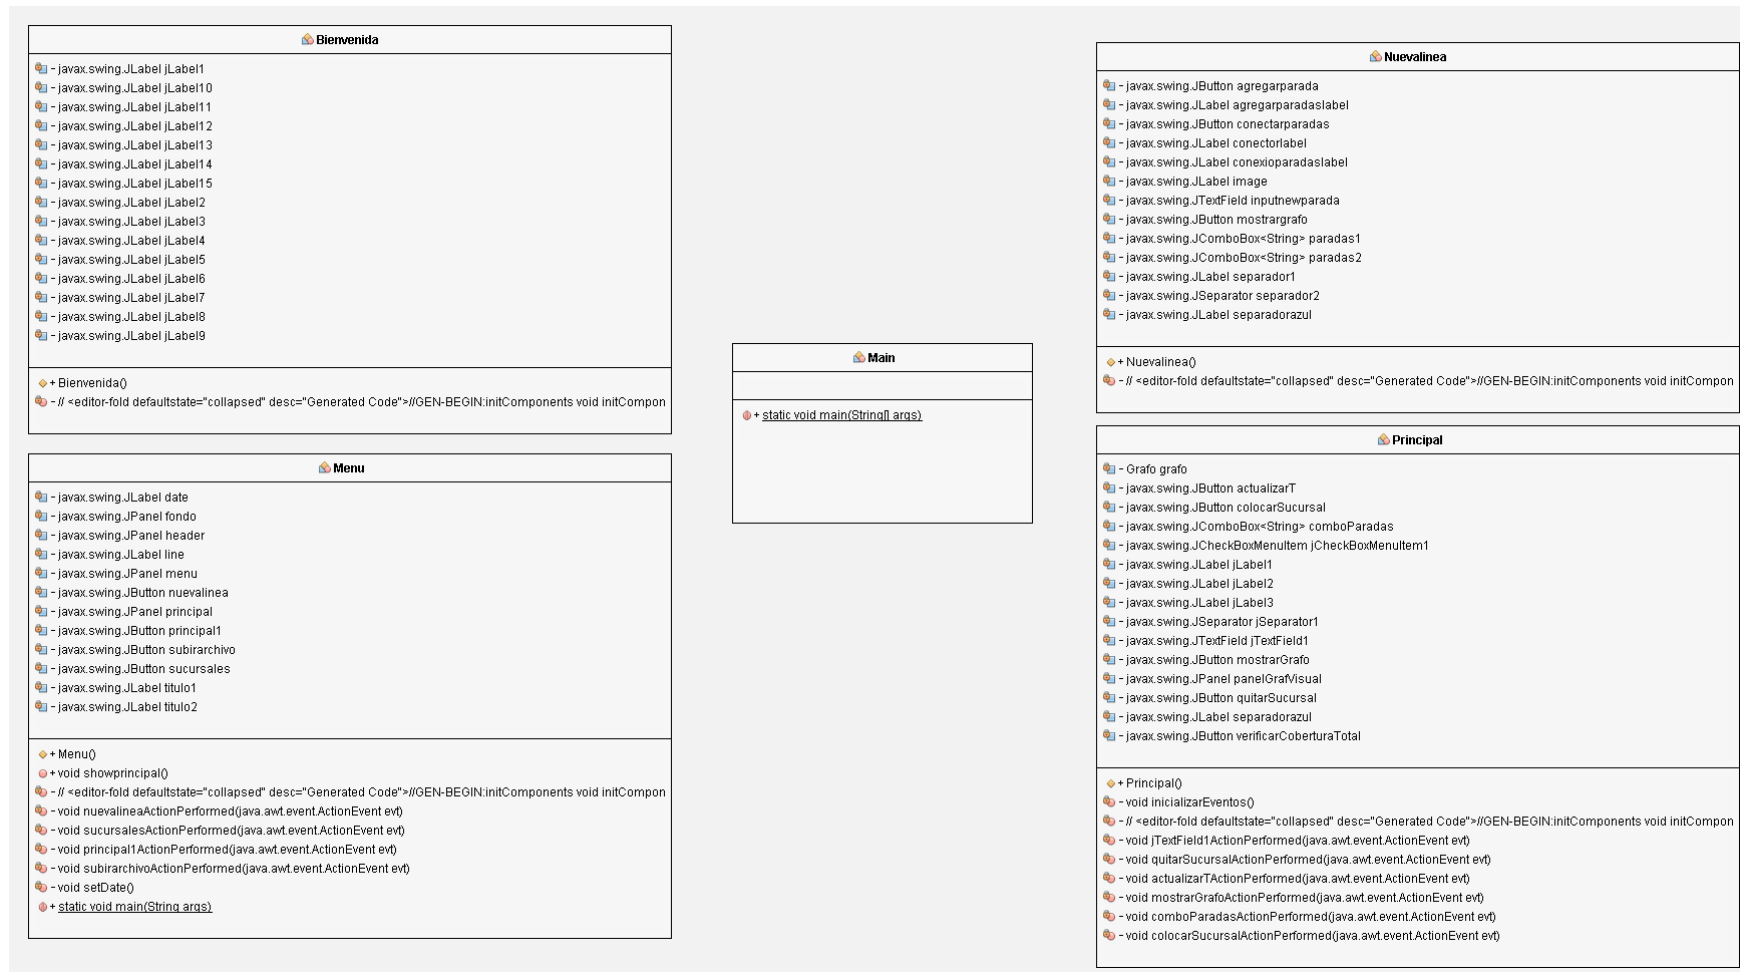 Bienvenida
- javax.swing.JLabel jLabel1
- javax.swing.JLabel jLabel10
- javax.swing.JLabel jLabel11
- javax.swing.JLabel jLabel12
- javax.swing.JLabel jLabel13
- javax.swing.JLabel jLabel14
- javax.swing.JLabel jLabel15
- javax.swing.JLabel jLabel2
- javax.swing.JLabel jLabel3
- javax.swing.JLabel jLabel4
- javax.swing.JLabel jLabel5
- javax.swing.JLabel jLabel6
- javax.swing.JLabel jLabel7
- javax.swing.JLabel jLabel8
- javax.swing.JLabel jLabel9
+ Bienvenida()
- // <editor-fold defaultstate="collapsed" desc="Generated Code">//GEN-BEGIN:initComponents void initCompon
Menu
- javax.swing.JLabel date
- javax.swing.JPanel fondo
- javax.swing.JPanel header
- javax.swing.JLabel line
- javax.swing.JPanel menu
- javax.swing.JButton nuevalinea
- javax.swing.JPanel principal
- javax.swing.JButton principal1
- javax.swing.JButton subirarchivo
- javax.swing.JButton sucursales
- javax.swing.JLabel titulo1
- javax.swing.JLabel titulo2
+ Menu()
+ void showprincipal()
- // <editor-fold defaultstate="collapsed" desc="Generated Code">//GEN-BEGIN:initComponents void initCompon
- void nuevalineaActionPerformed(java.awt.event.ActionEvent evt)
- void sucursalesActionPerformed(java.awt.event.ActionEvent evt)
- void principal1ActionPerformed(java.awt.event.ActionEvent evt)
- void subirarchivoActionPerformed(java.awt.event.ActionEvent evt)
- void setDate()
+ static void main(String args)
Main
+ static void main(String[] args)
Nuevalinea
- javax.swing.JButton agregarparada
- javax.swing.JLabel agregarparadaslabel
- javax.swing.JButton conectarparadas
- javax.swing.JLabel conectorlabel
- javax.swing.JLabel conexioparadaslabel
- javax.swing.JLabel image
- javax.swing.JTextField inputnewparada
- javax.swing.JButton mostrargrafo
- javax.swing.JComboBox<String> paradas1
- javax.swing.JComboBox<String> paradas2
- javax.swing.JLabel separador1
- javax.swing.JSeparator separador2
- javax.swing.JLabel separadorazul
+ Nuevalinea()
- // <editor-fold defaultstate="collapsed" desc="Generated Code">//GEN-BEGIN:initComponents void initCompon
Principal
- Grafo grafo
- javax.swing.JButton actualizarT
- javax.swing.JButton colocarSucursal
- javax.swing.JComboBox<String> comboParadas
- javax.swing.JCheckBoxMenuItem jCheckBoxMenuItem1
- javax.swing.JLabel jLabel1
- javax.swing.JLabel jLabel2
- javax.swing.JLabel jLabel3
- javax.swing.JSeparator jSeparator1
- javax.swing.JTextField jTextField1
- javax.swing.JButton mostrarGrafo
- javax.swing.JPanel panelGrafVisual
- javax.swing.JButton quitarSucursal
- javax.swing.JLabel separadorazul
- javax.swing.JButton verificarCoberturaTotal
+ Principal()
- void inicializarEventos()
- // <editor-fold defaultstate="collapsed" desc="Generated Code">//GEN-BEGIN:initComponents void initCompon
- void jTextField1ActionPerformed(java.awt.event.ActionEvent evt)
- void quitarSucursalActionPerformed(java.awt.event.ActionEvent evt)
- void actualizarTActionPerformed(java.awt.event.ActionEvent evt)
- void mostrarGrafoActionPerformed(java.awt.event.ActionEvent evt)
- void comboParadasActionPerformed(java.awt.event.ActionEvent evt)
- void colocarSucursalActionPerformed(java.awt.event.ActionEvent evt)